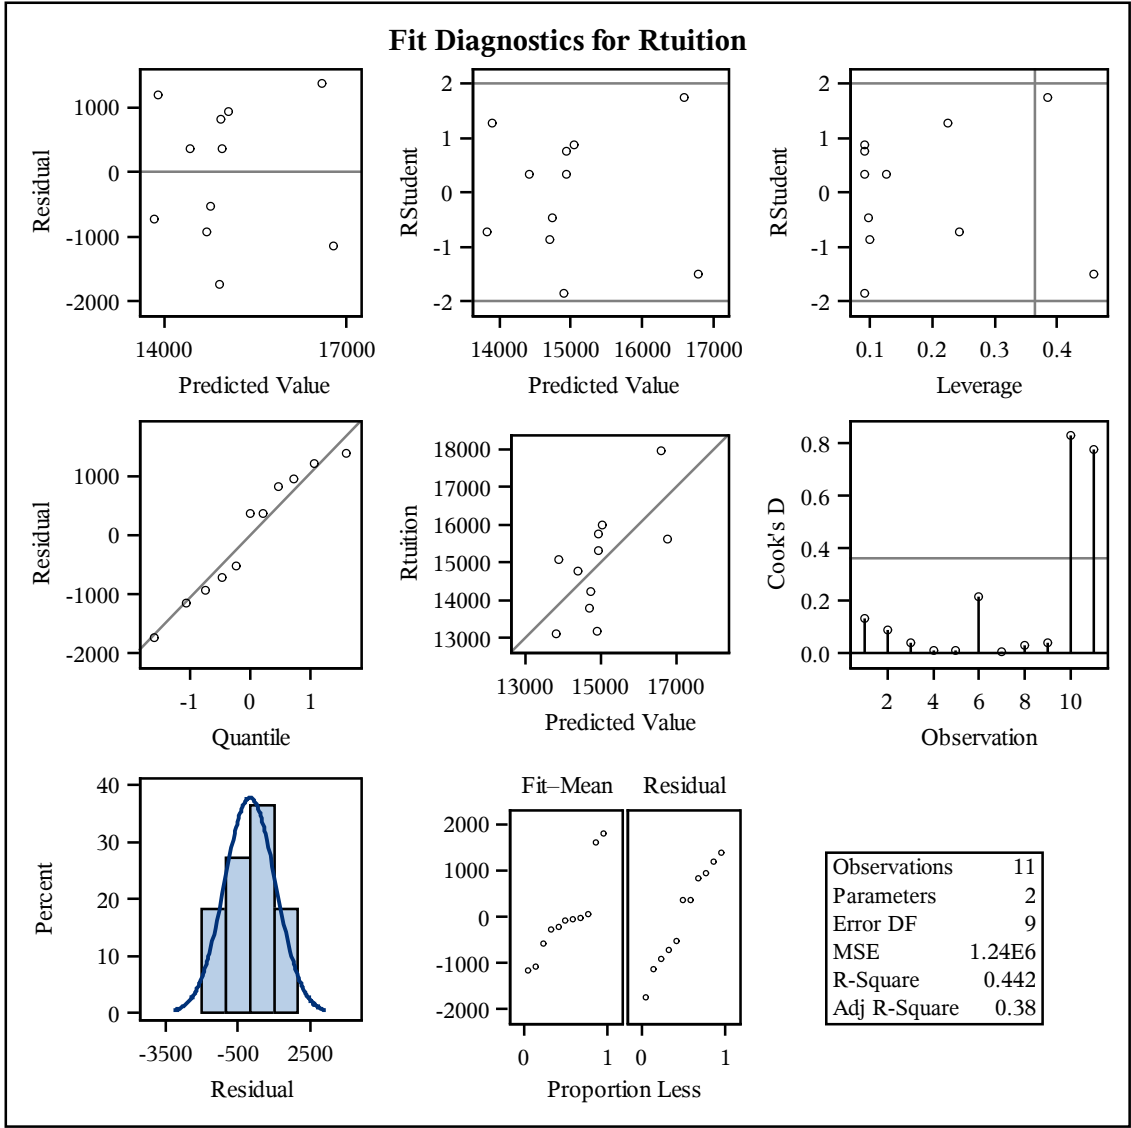 Fit Diagnostics for Rtuition
Residual
1000
0
-1000
-2000
14000 17000
Predicted Value
RStudent
2
1
0
-1
-2
14000 15000 16000 17000
Predicted Value
RStudent
2
1
0
-1
-2
0.1 0.2 0.3 0.4
Leverage
Residual
1000
0
-1000
-2000
-1 0 1
Quantile
Rtuition
18000
17000
16000
15000
14000
13000
13000 15000 17000
Predicted Value
Cook's D
0.8
0.6
0.4
0.2
0.0
2 4 6 8 10
Observation
Percent
40
30
20
10
0
-3500 -500 2500
Residual
Fit–Mean Residual
2000
1000
0
-1000
-2000
0 1 0 1
Proportion Less
Observations 11
Parameters 2
Error DF 9
MSE 1.24E6
R-Square 0.442
Adj R-Square 0.38